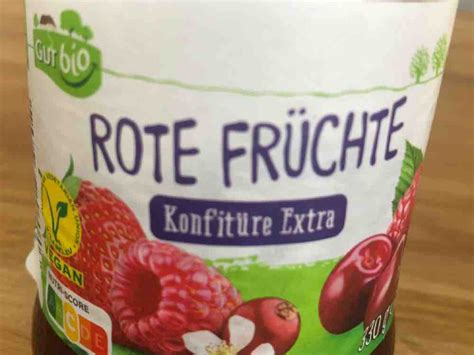 GUT bio
ROTE FRÜCHTE
Konfitüre Extra
VEGAN
NUTRI-SCORE
C D E
330 g